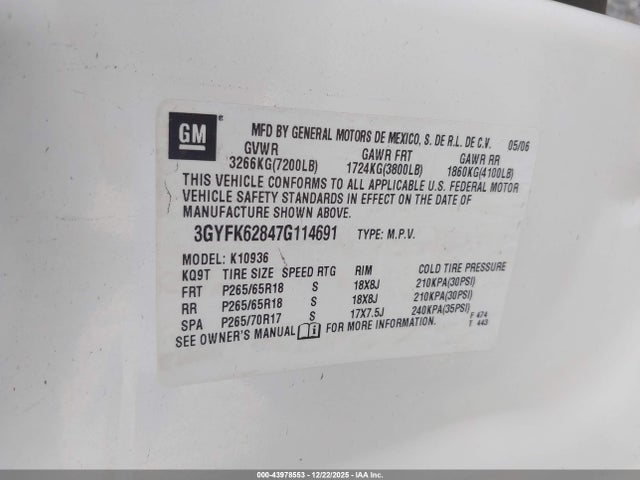 GM
MFD BY GENERAL MOTORS DE MEXICO, S. DE R.L. DE C.V. 05/06
GVWR GAWR FRT GAWR RR
3266KG(7200LB) 1724KG(3800LB) 1860KG(4100LB)
THIS VEHICLE CONFORMS TO ALL APPLICABLE U.S. FEDERAL MOTOR
VEHICLE SAFETY STANDARDS IN EFFECT ON THE DATE OF
MANUFACTURE SHOWN ABOVE.
3GYFK62847G114691 TYPE: M.P.V.
MODEL: K10936
KQ9T TIRE SIZE SPEED RTG RIM COLD TIRE PRESSURE
FRT P265/65R18 S 18X8J 210KPA(30PSI)
RR P265/65R18 S 18X8J 210KPA(30PSI)
SPA P265/70R17 S 17X7.5J 240KPA(35PSI)
SEE OWNER'S MANUAL FOR MORE INFORMATION. F 474
T 443
000-43978553 - 12/22/2025 - IAA Inc.